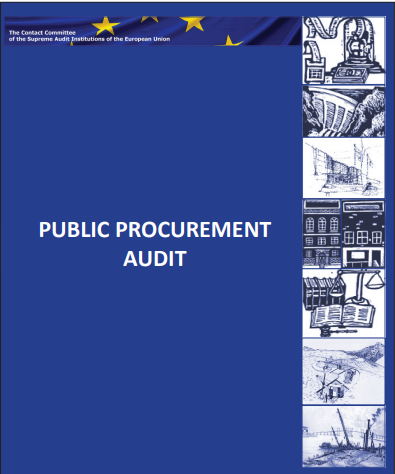 The Contact Committee
of the Supreme Audit Institutions of the European Union
PUBLIC PROCUREMENT
AUDIT